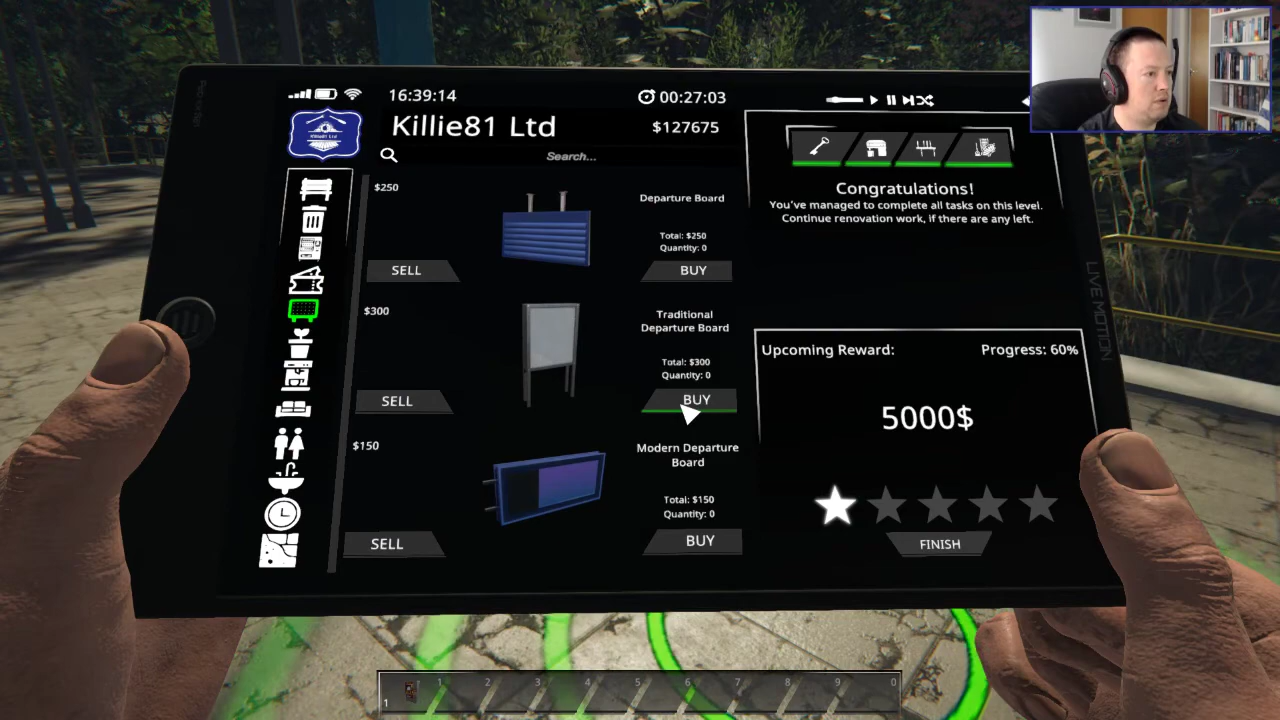 16:39:14
00:27:03
Killie81 Ltd
$127675
Killie81 Ltd
Search...
$250
Departure Board
Total: $250
Quantity: 0
SELL
BUY
$300
Traditional
Departure Board
Total: $300
Quantity: 0
SELL
BUY
$150
Modern Departure
Board
Total: $150
Quantity: 0
SELL
BUY
Congratulations!
You've managed to complete all tasks on this level.
Continue renovation work, if there are any left.
Upcoming Reward:
Progress: 60%
5000$
FINISH
LIVE MOTION
1
1
2
3
4
5
6
7
8
9
0